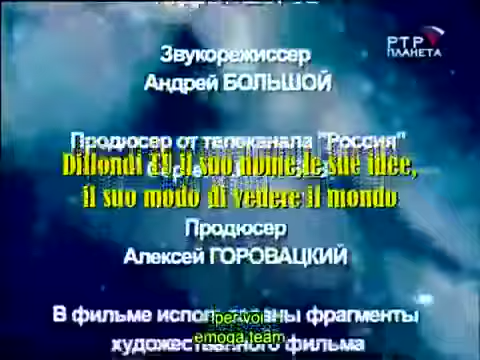 РТР
ПЛАНЕТА
Звукорежиссер
Андрей БОЛЬШОЙ
Продюсер от телеканала "Россия"
Diffondi il suo nome,le sue idee,
il suo modo di vedere il mondo
Продюсер
Алексей ГОРОВАЦКИЙ
В фильме использованы фрагменты
per voi
emoqa team
художественного фильма